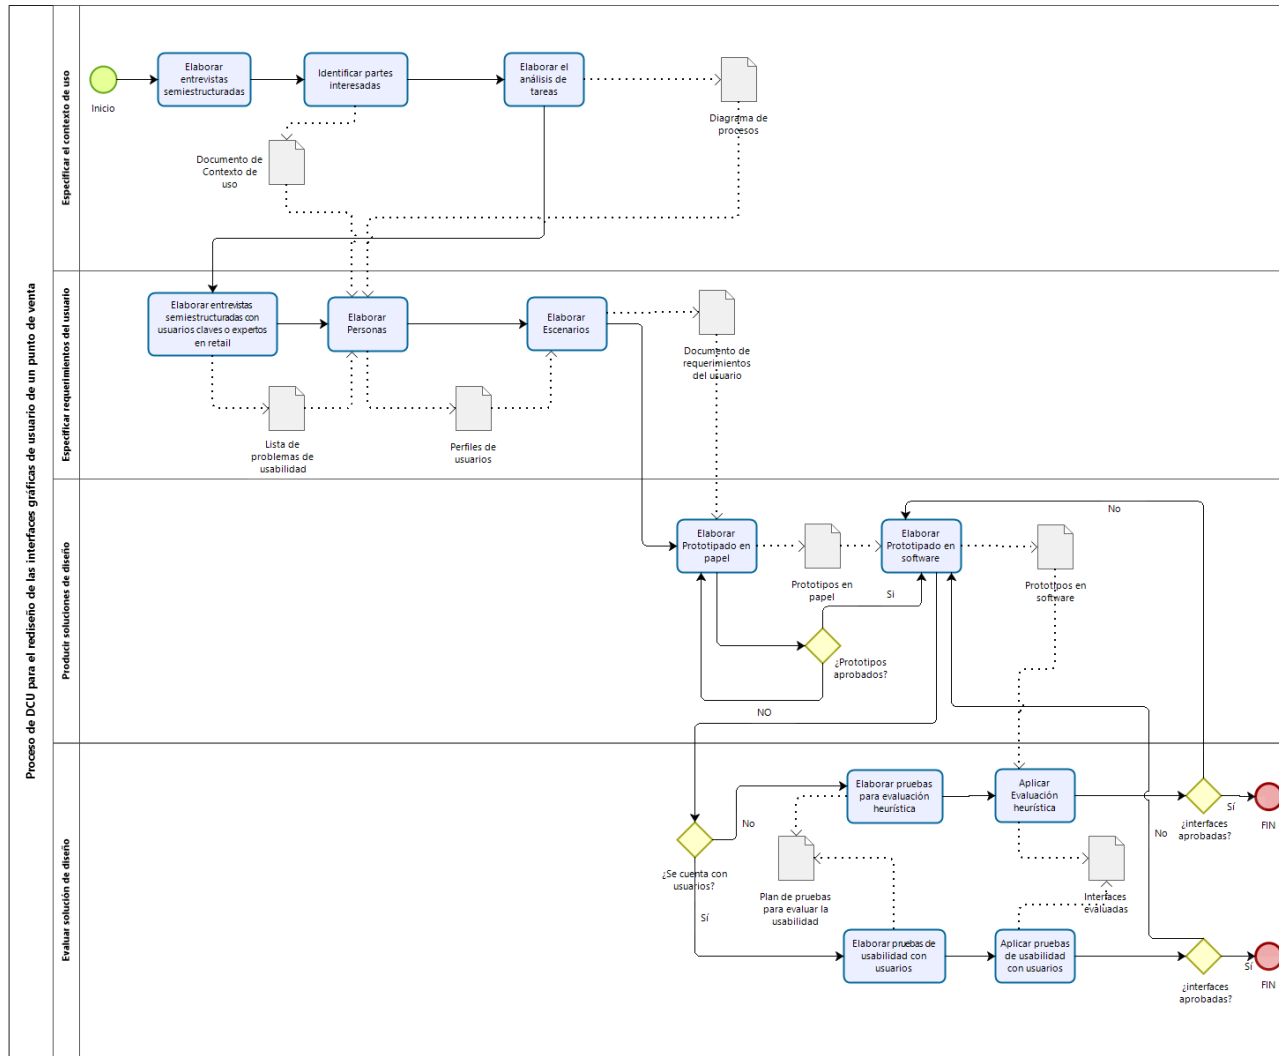 Proceso de DCU para el rediseño de las interfaces gráficas de usuario de un punto de venta
Especificar el contexto de uso
Inicio
Elaborar
entrevistas
semiestructuradas
Identificar partes
interesadas
Elaborar el
análisis de
tareas
Diagrama de
procesos
Documento de
Contexto de
uso
Especificar requerimientos del usuario
Elaborar entrevistas
semiestructuradas con
usuarios claves o expertos
en retail
Elaborar
Personas
Elaborar
Escenarios
Documento de
requerimientos
del usuario
Lista de
problemas de
usabilidad
Perfiles de
usuarios
Producir soluciones de diseño
Elaborar
Prototipado en
papel
Prototipos en
papel
Elaborar
Prototipado en
software
Prototipos en
software
No
Si
¿Prototipos
aprobados?
NO
Evaluar solución de diseño
¿Se cuenta con
usuarios?
No
Sí
Elaborar pruebas
para evaluación
heurística
Aplicar
Evaluación
heurística
¿interfaces
aprobadas?
Sí
FIN
No
Plan de pruebas
para evaluar la
usabilidad
Interfaces
evaluadas
Elaborar pruebas de
usabilidad con
usuarios
Aplicar pruebas
de usabilidad
con usuarios
¿interfaces
aprobadas?
Sí
FIN